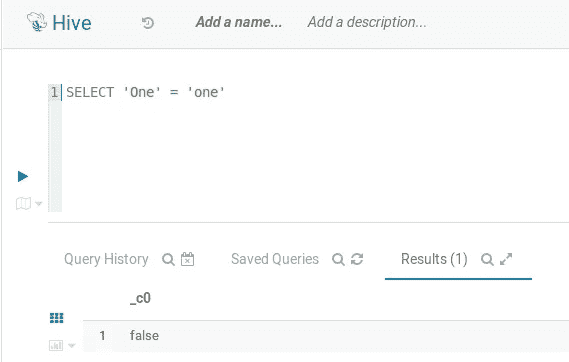 Hive Add a name... Add a description...
1 SELECT 'One' = 'one'
Query History Saved Queries Results (1)
_c0
1 false